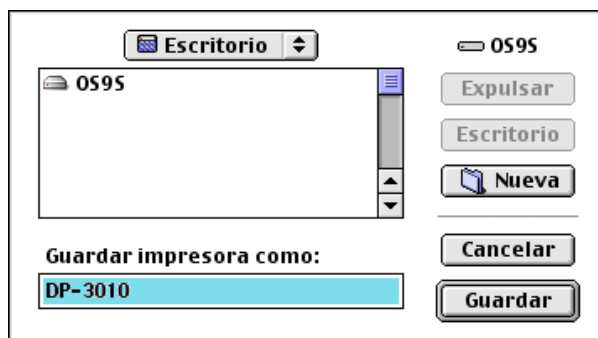 Escritorio
OS9S
OS9S
Expulsar
Escritorio
Nueva
Guardar impresora como:
DP-3010
Cancelar
Guardar